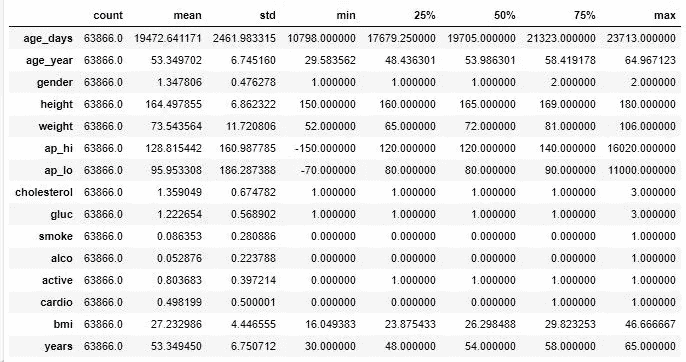 count mean std min 25% 50% 75% max
age_days 63866.0 19472.641171 2461.983315 10798.000000 17679.250000 19705.000000 21323.000000 23713.000000
age_year 63866.0 53.349702 6.745160 29.583562 48.436301 53.986301 58.419178 64.967123
gender 63866.0 1.347806 0.476278 1.000000 1.000000 1.000000 2.000000 2.000000
height 63866.0 164.497855 6.862322 150.000000 160.000000 165.000000 169.000000 180.000000
weight 63866.0 73.543564 11.720806 52.000000 65.000000 72.000000 81.000000 106.000000
ap_hi 63866.0 128.815442 160.987785 -150.000000 120.000000 120.000000 140.000000 16020.000000
ap_lo 63866.0 95.953308 186.287388 -70.000000 80.000000 80.000000 90.000000 11000.000000
cholesterol 63866.0 1.359049 0.674782 1.000000 1.000000 1.000000 1.000000 3.000000
gluc 63866.0 1.222654 0.568902 1.000000 1.000000 1.000000 1.000000 3.000000
smoke 63866.0 0.086353 0.280886 0.000000 0.000000 0.000000 0.000000 1.000000
alco 63866.0 0.052876 0.223788 0.000000 0.000000 0.000000 0.000000 1.000000
active 63866.0 0.803683 0.397214 0.000000 1.000000 1.000000 1.000000 1.000000
cardio 63866.0 0.498199 0.500001 0.000000 0.000000 0.000000 1.000000 1.000000
bmi 63866.0 27.232986 4.446555 16.049383 23.875433 26.298488 29.823253 46.666667
years 63866.0 53.349450 6.750712 30.000000 48.000000 54.000000 58.000000 65.000000